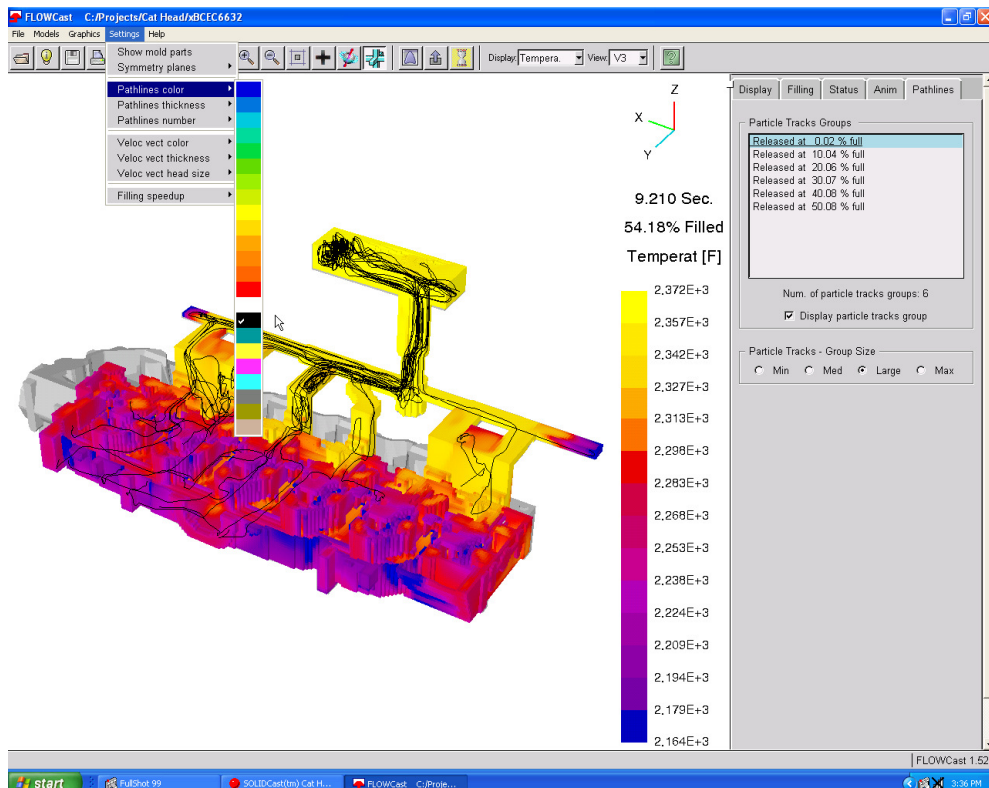 FLOWCast C:/Projects/Cat Head/xBCEC6632
File Models Graphics Settings Help
Show mold parts
Symmetry planes
Pathlines color
Pathlines thickness
Pathlines number
Veloc vect color
Veloc vect thickness
Veloc vect head size
Filling speedup
Display: Tempera. View: V3
Z
X
Y
9.210 Sec.
54.18% Filled
Temperat [F]
2,372E+3
2,357E+3
2,342E+3
2,327E+3
2,313E+3
2,298E+3
2,283E+3
2,268E+3
2,253E+3
2,238E+3
2,224E+3
2,209E+3
2,194E+3
2,179E+3
2,164E+3
Display Filling Status Anim Pathlines
Particle Tracks Groups
Released at 0.02 % full
Released at 10.04 % full
Released at 20.06 % full
Released at 30.07 % full
Released at 40.08 % full
Released at 50.08 % full
Num. of particle tracks groups: 6
Display particle tracks group
Particle Tracks - Group Size
Min Med Large Max
FLOWCast 1.52
start FullShot 99 SOLIDCast(tm) Cat H... FLOWCast C:/Proje... 3:36 PM